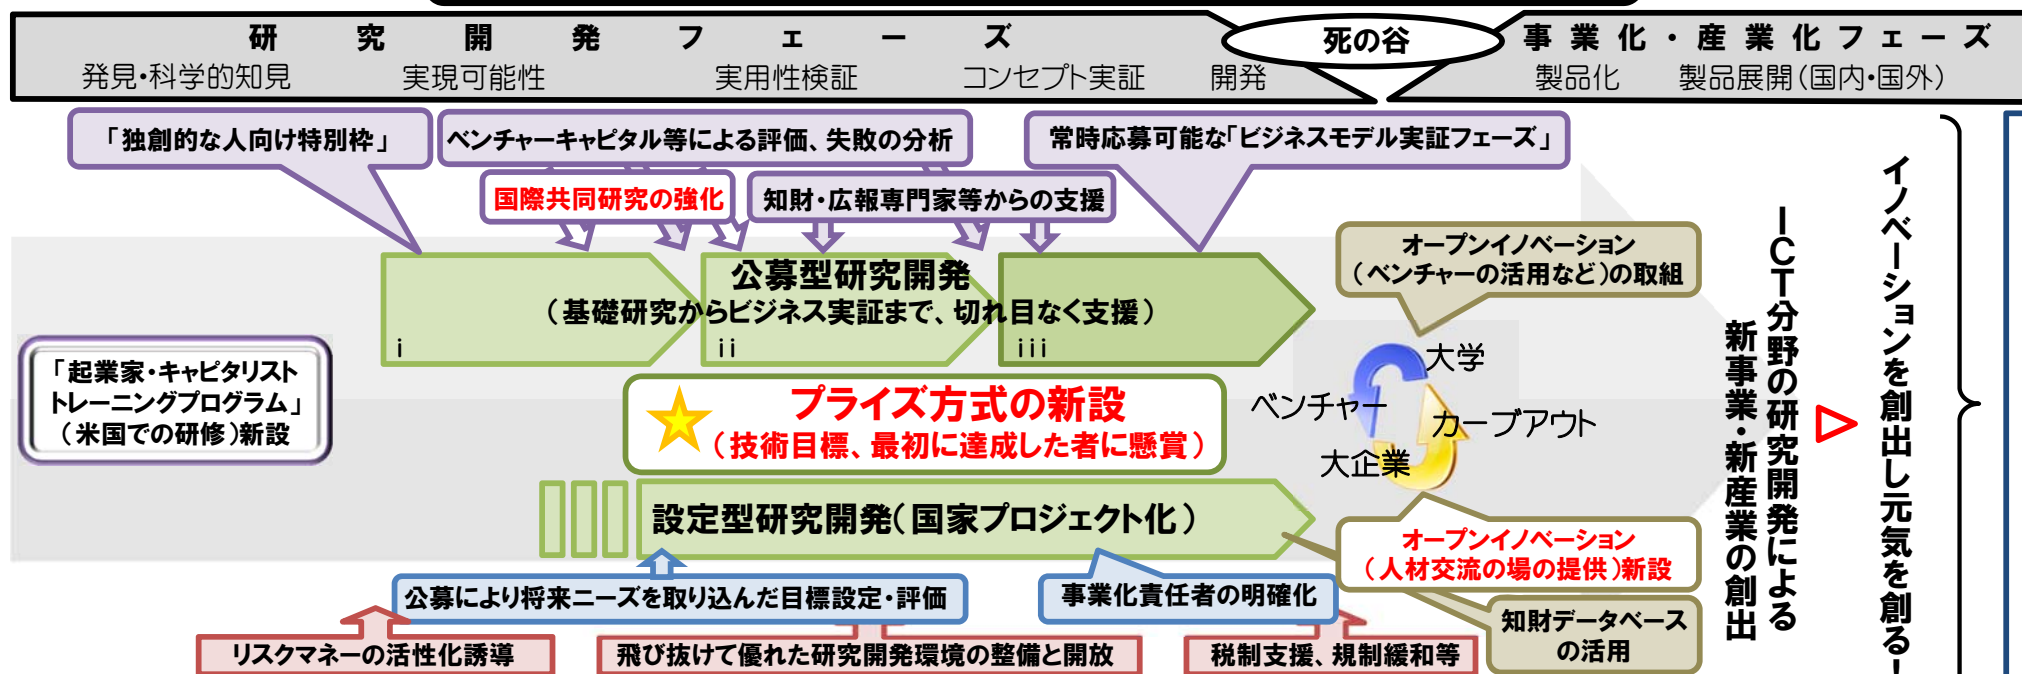 研究開発フェーズ
死の谷
事業化・産業化フェーズ
発見・科学的知見
実現可能性
実用性検証
コンセプト実証
開発
製品化
製品展開(国内・国外)
「独創的な人向け特別枠」
ベンチャーキャピタル等による評価、失敗の分析
常時応募可能な「ビジネスモデル実証フェーズ」
国際共同研究の強化
知財・広報専門家等からの支援
公募型研究開発
(基礎研究からビジネス実証まで、切れ目なく支援)
i
ii
iii
オープンイノベーション
(ベンチャーの活用など)の取組
「起業家・キャピタリスト
トレーニングプログラム」
(米国での研修)新設
プライズ方式の新設
(技術目標、最初に達成した者に懸賞)
大学
ベンチャー
カーブアウト
大企業
設定型研究開発(国家プロジェクト化)
オープンイノベーション
(人材交流の場の提供)新設
公募により将来ニーズを取り込んだ目標設定・評価
事業化責任者の明確化
知財データベース
の活用
リスクマネーの活性化誘導
飛び抜けて優れた研究開発環境の整備と開放
税制支援、規制緩和等
ICT分野の研究開発による
新事業・新産業の創出
イノベーションを創出し元気を創る!